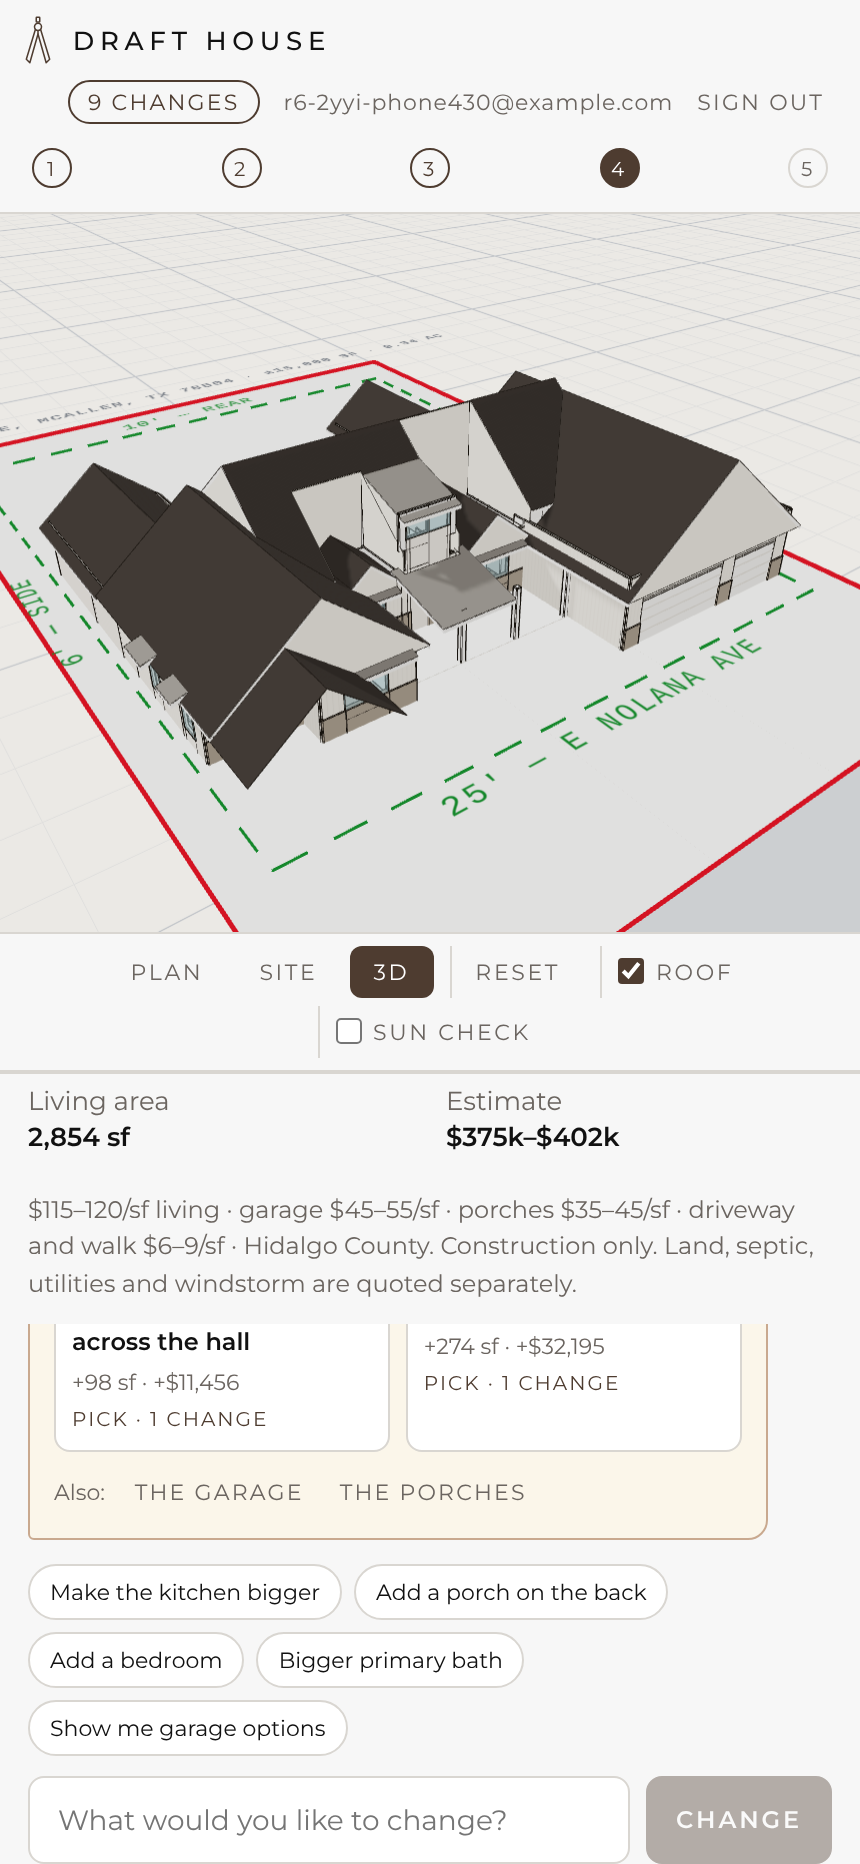 DRAFT HOUSE
9 CHANGES
r6-2yyi-phone430@example.com
SIGN OUT
1
2
3
4
5
MCALLEN, TX
10' — REAR
— SIDE
25' — E NOLANA AVE
PLAN
SITE
3D
RESET
ROOF
SUN CHECK
Living area
2,854 sf
Estimate
$375k–$402k
$115–120/sf living · garage $45–55/sf · porches $35–45/sf · driveway
and walk $6–9/sf · Hidalgo County. Construction only. Land, septic,
utilities and windstorm are quoted separately.
across the hall
+98 sf · +$11,456
PICK · 1 CHANGE
+274 sf · +$32,195
PICK · 1 CHANGE
Also:
THE GARAGE
THE PORCHES
Make the kitchen bigger
Add a porch on the back
Add a bedroom
Bigger primary bath
Show me garage options
What would you like to change?
CHANGE